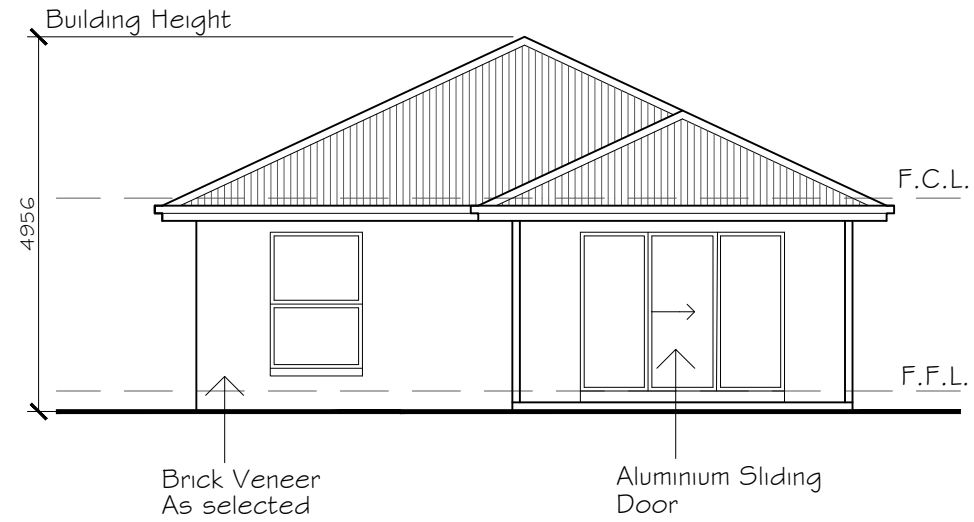 Building Height
F.C.L.
4956
F.F.L.
Brick Veneer
As selected
Aluminium Sliding
Door